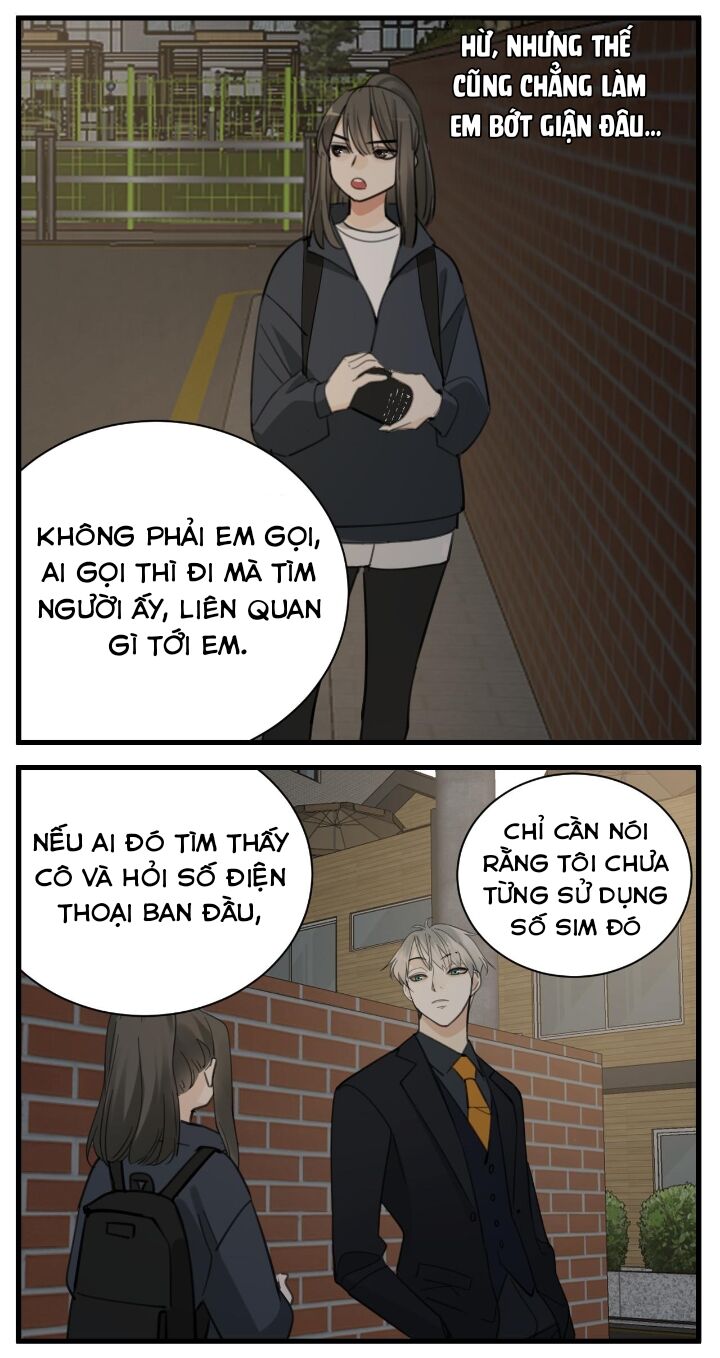 HỪ, NHƯNG THẾ
CŨNG CHẲNG LÀM
EM BỚT GIẬN ĐÂU...
KHÔNG PHẢI EM GỌI,
AI GỌI THÌ ĐI MÀ TÌM
NGƯỜI ẤY, LIÊN QUAN
GÌ TỚI EM.
NẾU AI ĐÓ TÌM THẤY
CÔ VÀ HỎI SỐ ĐIỆN
THOẠI BAN ĐẦU,
CHỈ CẦN NÓI
RẰNG TÔI CHƯA
TỪNG SỬ DỤNG
SỐ SIM ĐÓ